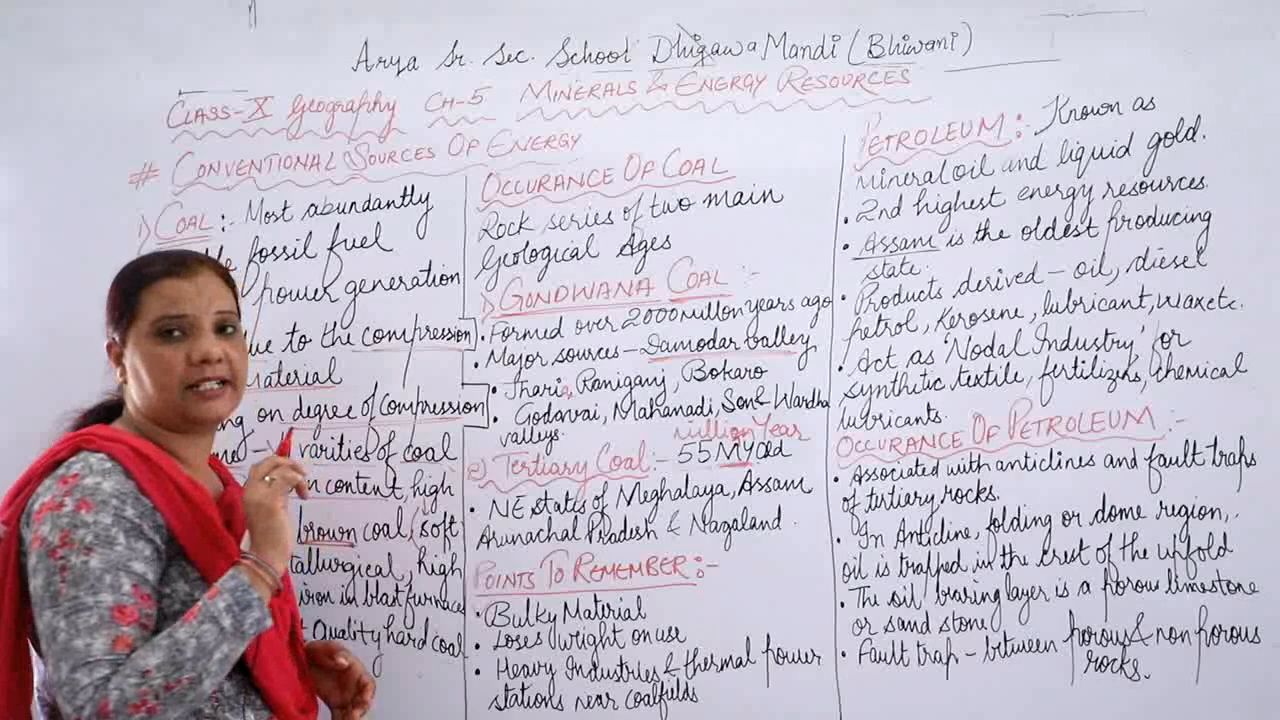 Arya Sr. Sec. School Dhigawa Mandi (Bhiwani)
CLASS-X Geography CH-5 MINERALS & ENERGY RESOURCES
# CONVENTIONAL SOURCES OF ENERGY
1) COAL:- Most abundantly
fossil fuel
power generation
to the compression
material
on degree of compression
Vararities of coal
content, high
brown coal (soft
high
iron in blast furnace
Quality hard coal
OCCURANCE OF COAL
Rock series of two main
Geological Ages
1) GONDWANA COAL:-
• Formed over 2000 million years ago
• Major sources - Damodar valley
• Jharia, Raniganj, Bokaro
• Godavai, Mahanadi, Son & Wardha
valleys.
million Year
2) TERTIARY COAL:- 55 MY Old
• NE states of Meghalaya, Assam
Arunachal Pradesh & Nagaland.
POINTS TO REMEMBER:-
• Bulky Material
• Loses wright on use
• Heavy Industries & thermal power
stations near coalfields
PETROLEUM:- Known as
mineral oil and liquid gold.
• 2nd highest energy resources.
• Assam is the oldest producing
state.
• Products derived - oil, diesel
petrol, Kerosene, lubricant, wax etc.
• Act as 'Nodal Industry' for
synthetic textile, fertilizers, chemical
lubricants.
OCCURANCE OF PETROLEUM:-
• Associated with anticlines and fault traps
of tertiary rocks.
• In Anticline, folding or dome region,
oil is trapped in the crest of the upfold
• The oil bearing layer is a porous limestone
or sand stone
• Fault trap - between porous & non porous
rocks.